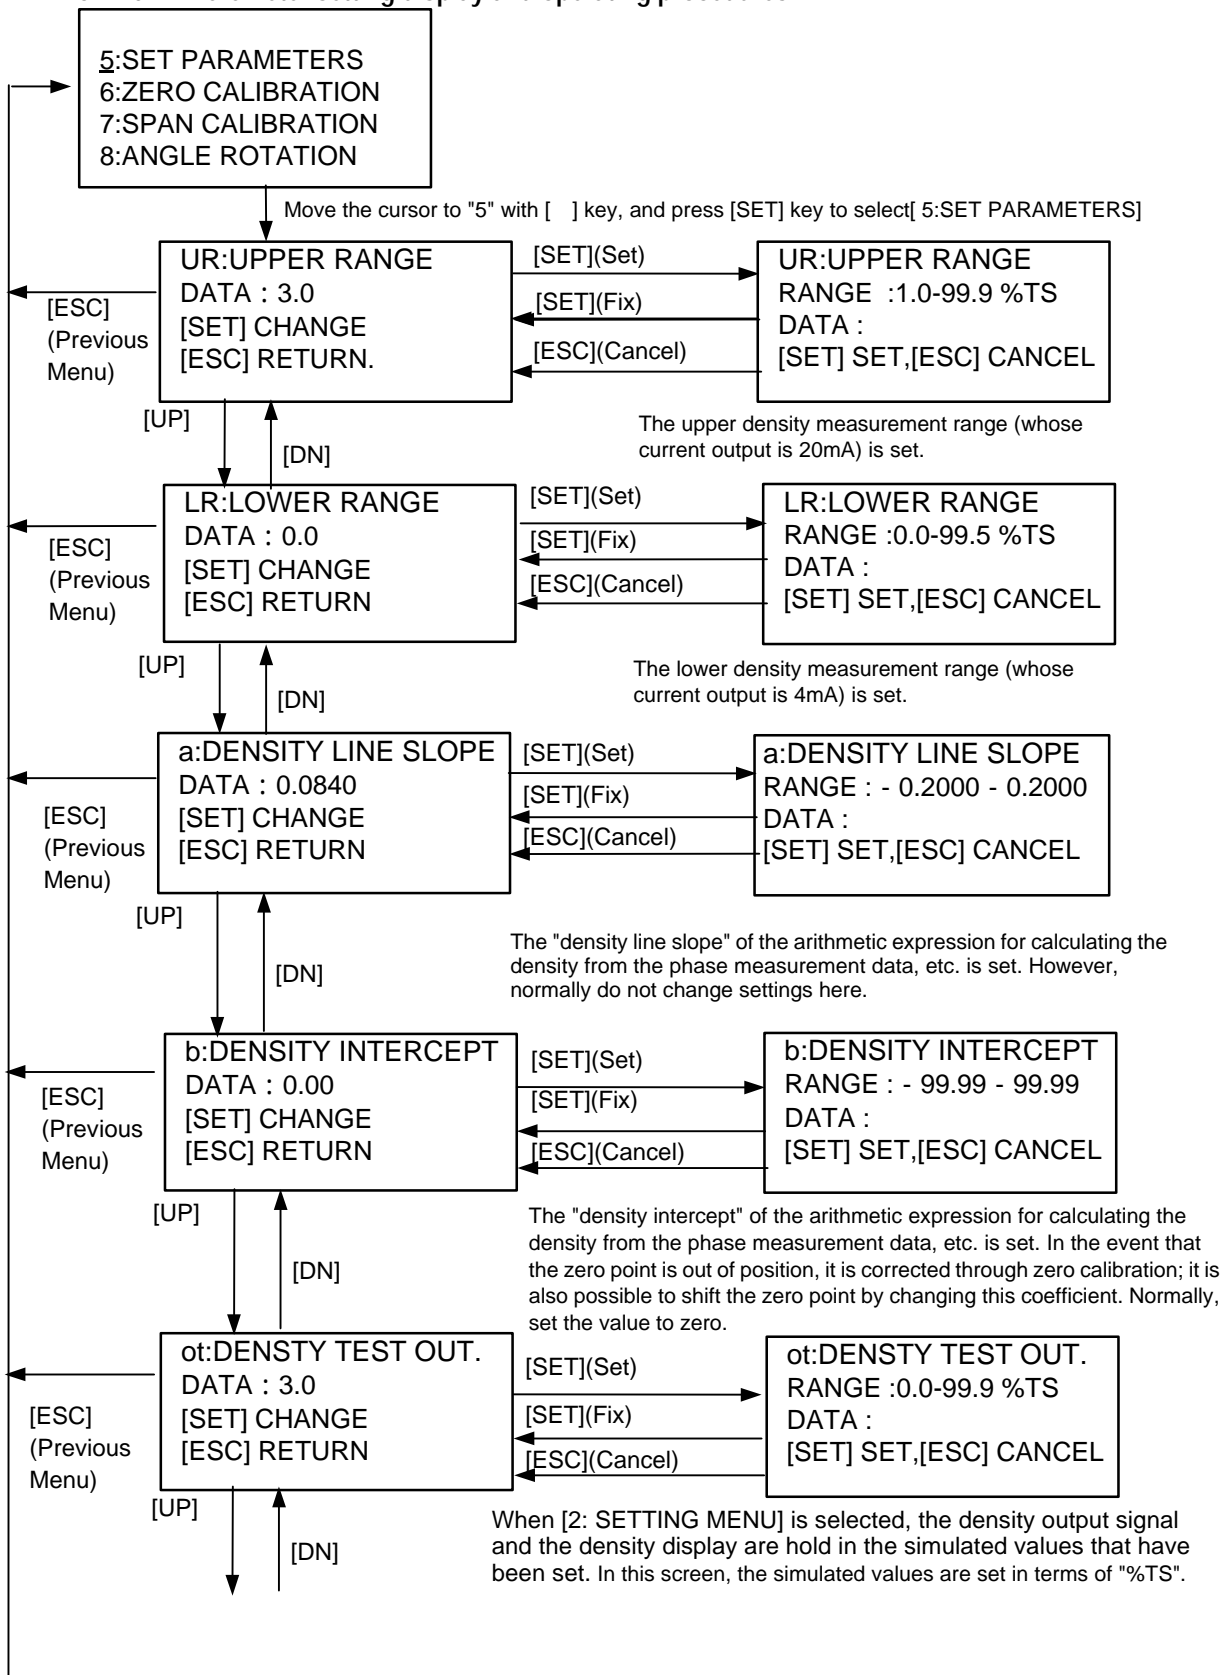 5:SET PARAMETERS
6:ZERO CALIBRATION
7:SPAN CALIBRATION
8:ANGLE ROTATION
Move the cursor to "5" with [   ] key, and press [SET] key to select[ 5:SET PARAMETERS]
UR:UPPER RANGE
DATA : 3.0
[SET] CHANGE
[ESC] RETURN.
[SET](Set)
[SET](Fix)
[ESC](Cancel)
UR:UPPER RANGE
RANGE :1.0-99.9 %TS
DATA :
[SET] SET,[ESC] CANCEL
[ESC]
(Previous
Menu)
[UP]
[DN]
The upper density measurement range (whose
current output is 20mA) is set.
LR:LOWER RANGE
DATA : 0.0
[SET] CHANGE
[ESC] RETURN
[SET](Set)
[SET](Fix)
[ESC](Cancel)
LR:LOWER RANGE
RANGE :0.0-99.5 %TS
DATA :
[SET] SET,[ESC] CANCEL
[ESC]
(Previous
Menu)
[UP]
[DN]
The lower density measurement range (whose
current output is 4mA) is set.
a:DENSITY LINE SLOPE
DATA : 0.0840
[SET] CHANGE
[ESC] RETURN
[SET](Set)
[SET](Fix)
[ESC](Cancel)
a:DENSITY LINE SLOPE
RANGE : - 0.2000 - 0.2000
DATA :
[SET] SET,[ESC] CANCEL
[ESC]
(Previous
Menu)
[UP]
[DN]
The "density line slope" of the arithmetic expression for calculating the
density from the phase measurement data, etc. is set. However,
normally do not change settings here.
b:DENSITY INTERCEPT
DATA : 0.00
[SET] CHANGE
[ESC] RETURN
[SET](Set)
[SET](Fix)
[ESC](Cancel)
b:DENSITY INTERCEPT
RANGE : - 99.99 - 99.99
DATA :
[SET] SET,[ESC] CANCEL
[ESC]
(Previous
Menu)
[UP]
[DN]
The "density intercept" of the arithmetic expression for calculating the
density from the phase measurement data, etc. is set. In the event that
the zero point is out of position, it is corrected through zero calibration; it is
also possible to shift the zero point by changing this coefficient. Normally,
set the value to zero.
ot:DENSTY TEST OUT.
DATA : 3.0
[SET] CHANGE
[ESC] RETURN
[SET](Set)
[SET](Fix)
[ESC](Cancel)
ot:DENSTY TEST OUT.
RANGE :0.0-99.9 %TS
DATA :
[SET] SET,[ESC] CANCEL
[ESC]
(Previous
Menu)
[UP]
[DN]
When [2: SETTING MENU] is selected, the density output signal
and the density display are hold in the simulated values that have
been set. In this screen, the simulated values are set in terms of "%TS".